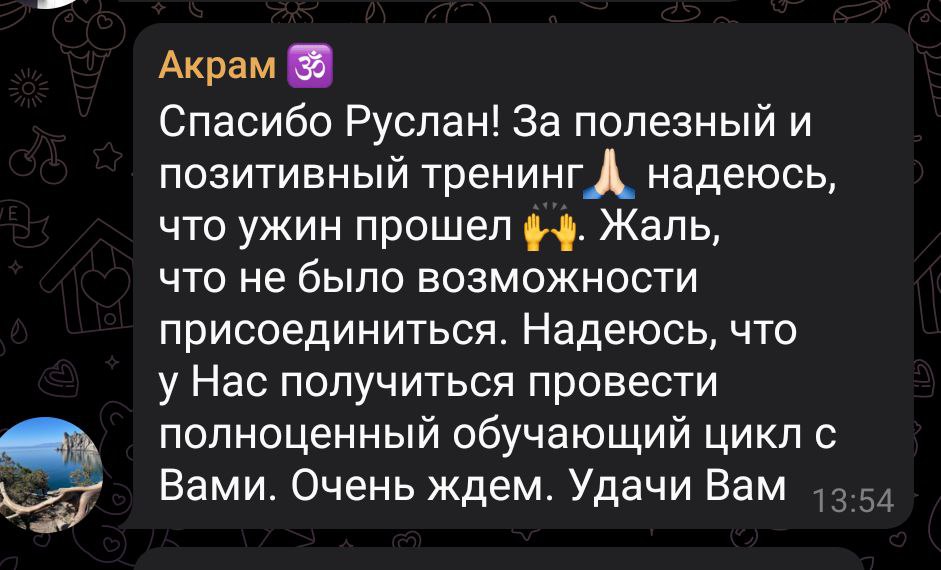 Акрам 🕉️
Спасибо Руслан! За полезный и
позитивный тренинг🙏🏻 надеюсь,
что ужин прошел 🙌. Жаль,
что не было возможности
присоединиться. Надеюсь, что
у Нас получиться провести
полноценный обучающий цикл с
Вами. Очень ждем. Удачи Вам
13:54